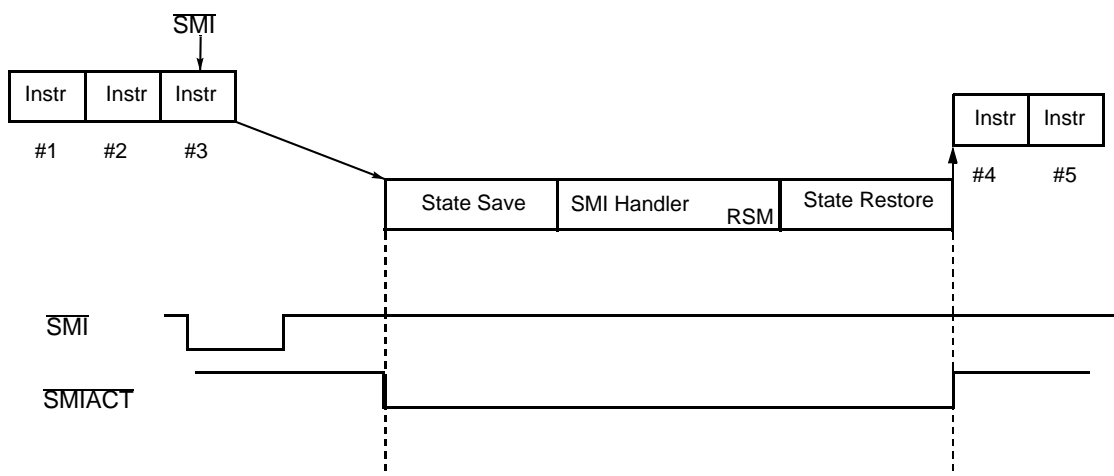 SMI
Instr Instr Instr
#1 #2 #3
Instr Instr
#4 #5
State Save SMI Handler RSM State Restore
SMI
SMIACT